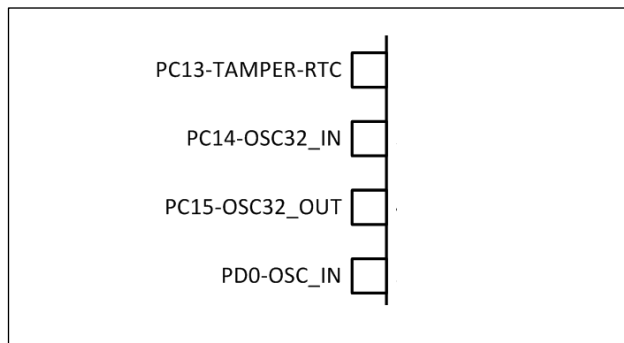 PC13-TAMPER-RTC
PC14-OSC32_IN
PC15-OSC32_OUT
PD0-OSC_IN